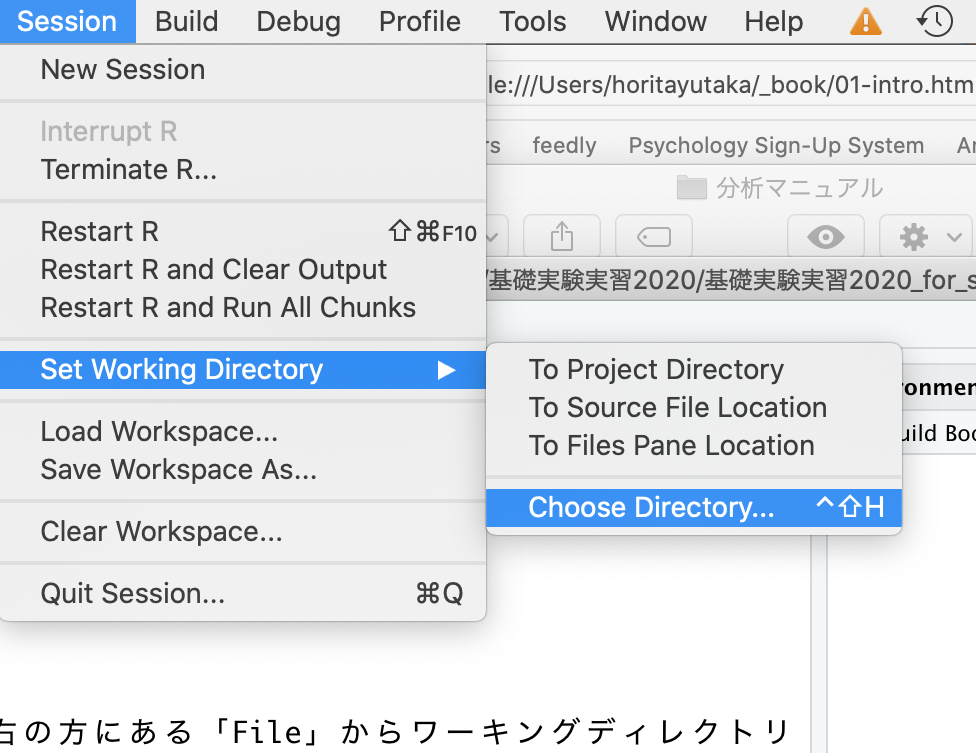 Session Build Debug Profile Tools Window Help
New Session
le:///Users/horitayutaka/_book/01-intro.htm
Interrupt R
rs feedly Psychology Sign-Up System Ar
Terminate R...
分析マニュアル
Restart R ⇧⌘F10
Restart R and Clear Output
/基礎実験実習2020/基礎実験実習2020_for_s
Restart R and Run All Chunks
Set Working Directory ▶
To Project Directory
ronmen
To Source File Location
Load Workspace...
uild Boo
To Files Pane Location
Save Workspace As...
Choose Directory... ^⇧H
Clear Workspace...
Quit Session... ⌘Q
右の方にある「File」からワーキングディレクトリ